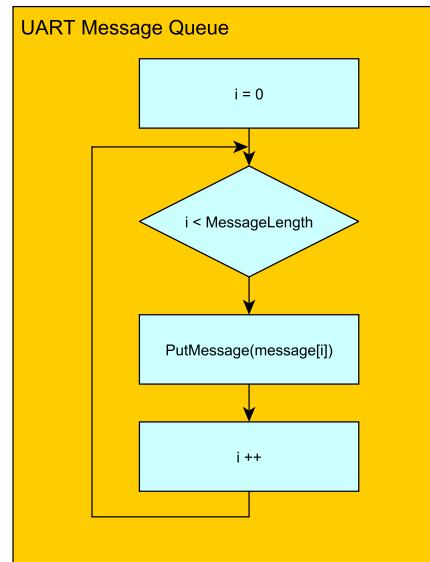 UART Message Queue
i = 0
i < MessageLength
PutMessage(message[i])
i ++